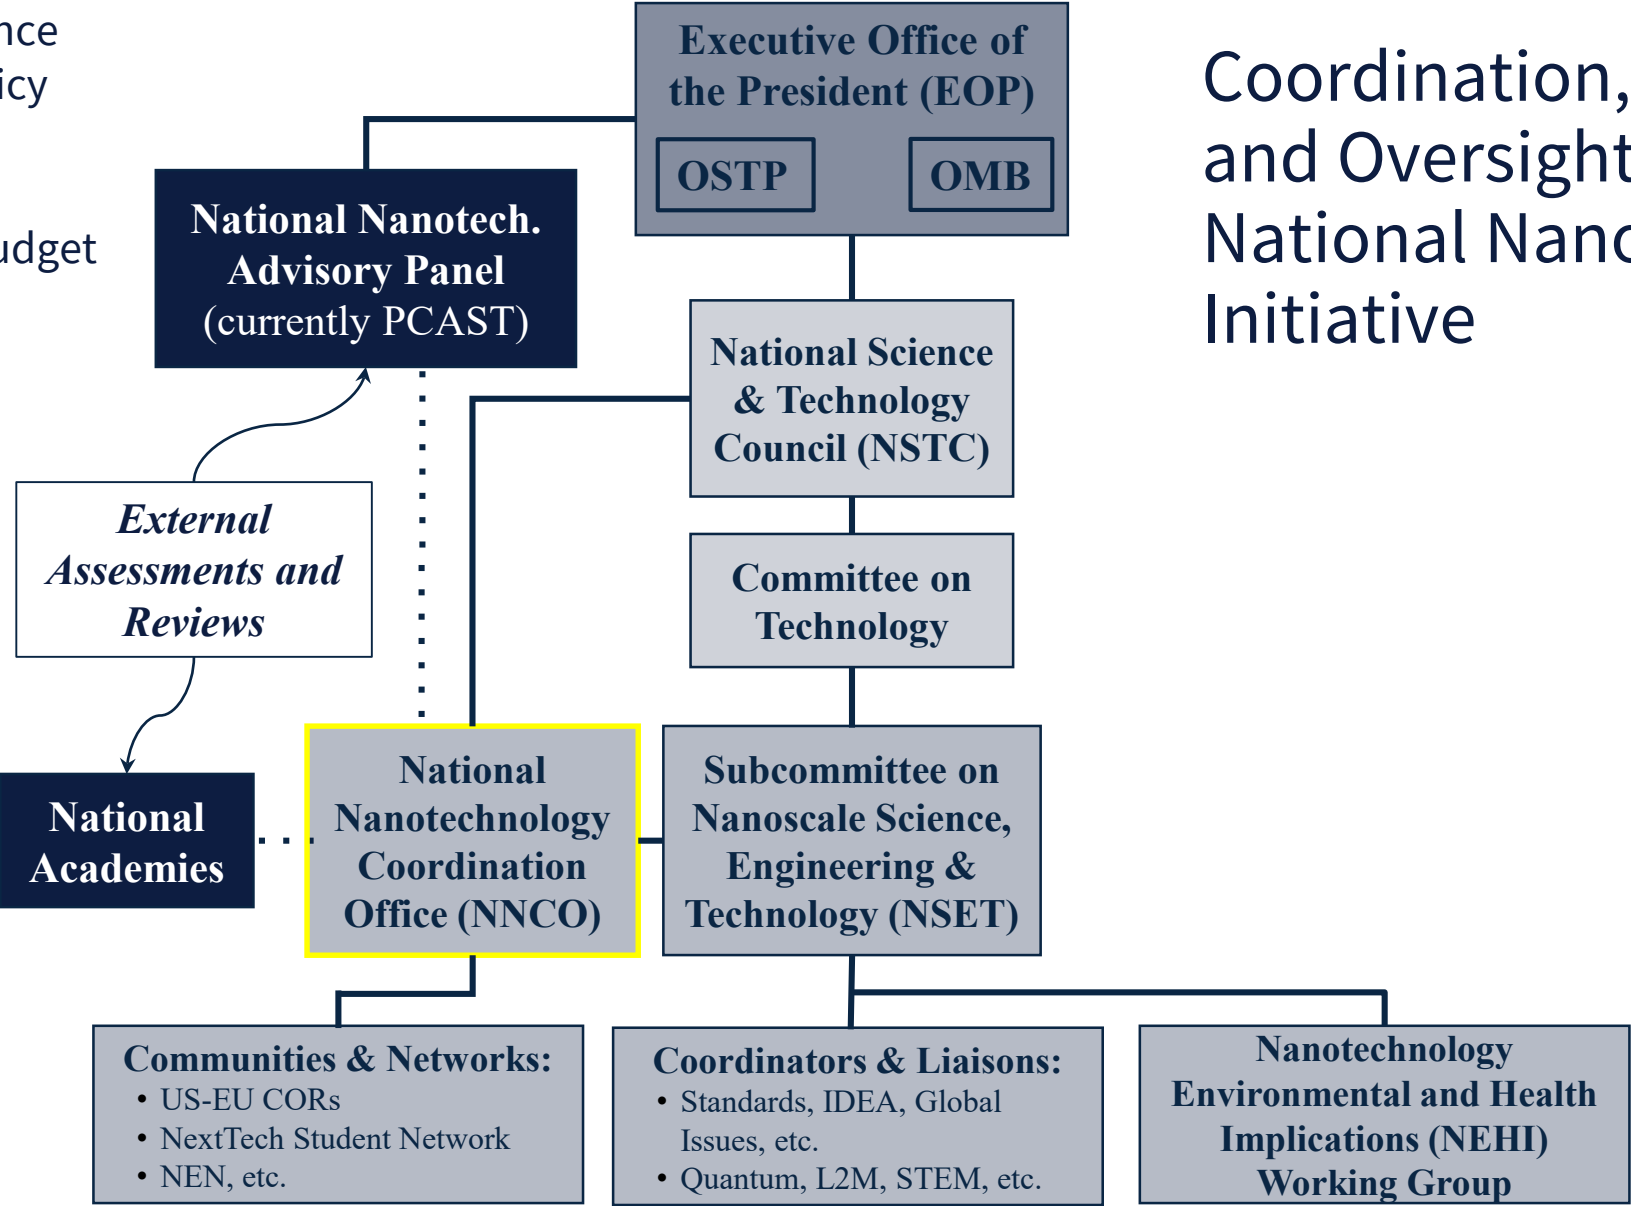 Executive Office of
the President (EOP)
OSTP
OMB
Coordination,
and Oversight
National Nano
Initiative
udget
National Nanotech.
Advisory Panel
(currently PCAST)
National Science
& Technology
Council (NSTC)
External
Assessments and
Reviews
Committee on
Technology
National
Academies
National
Nanotechnology
Coordination
Office (NNCO)
Subcommittee on
Nanoscale Science,
Engineering &
Technology (NSET)
Communities & Networks:
• US-EU CORs
• NextTech Student Network
• NEN, etc.
Coordinators & Liaisons:
• Standards, IDEA, Global
Issues, etc.
• Quantum, L2M, STEM, etc.
Nanotechnology
Environmental and Health
Implications (NEHI)
Working Group